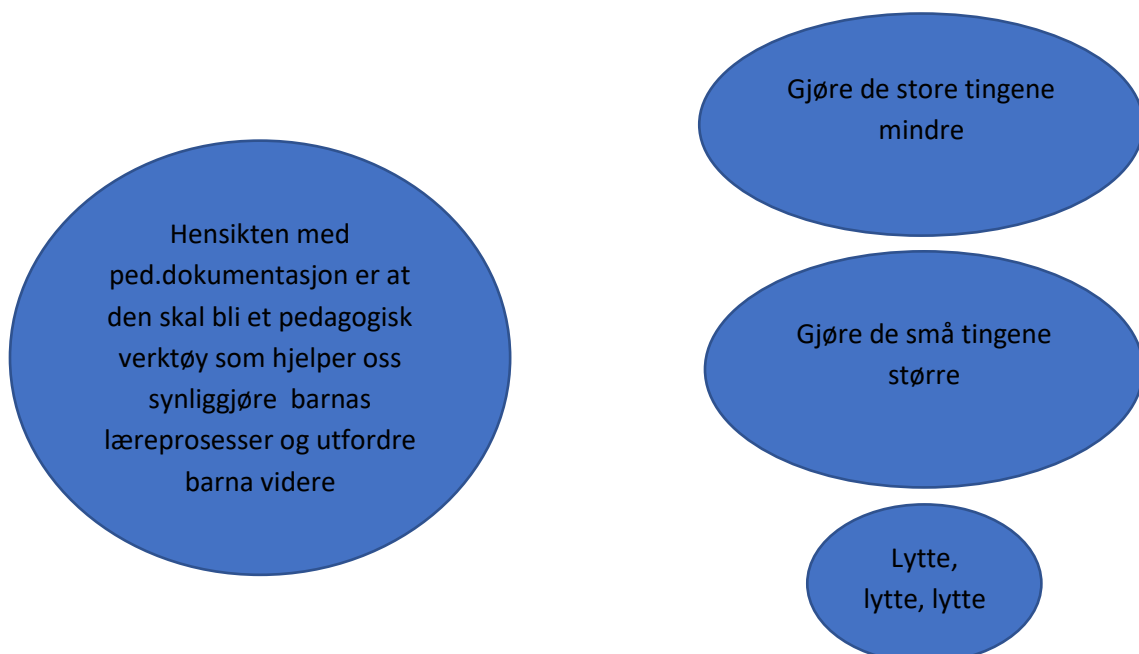 Hensikten med
ped.dokumentasjon er at
den skal bli et pedagogisk
verktøy som hjelper oss
synliggjøre  barnas
læreprosesser og utfordre
barna videre
Gjøre de store tingene
mindre
Gjøre de små tingene
større
Lytte,
lytte, lytte